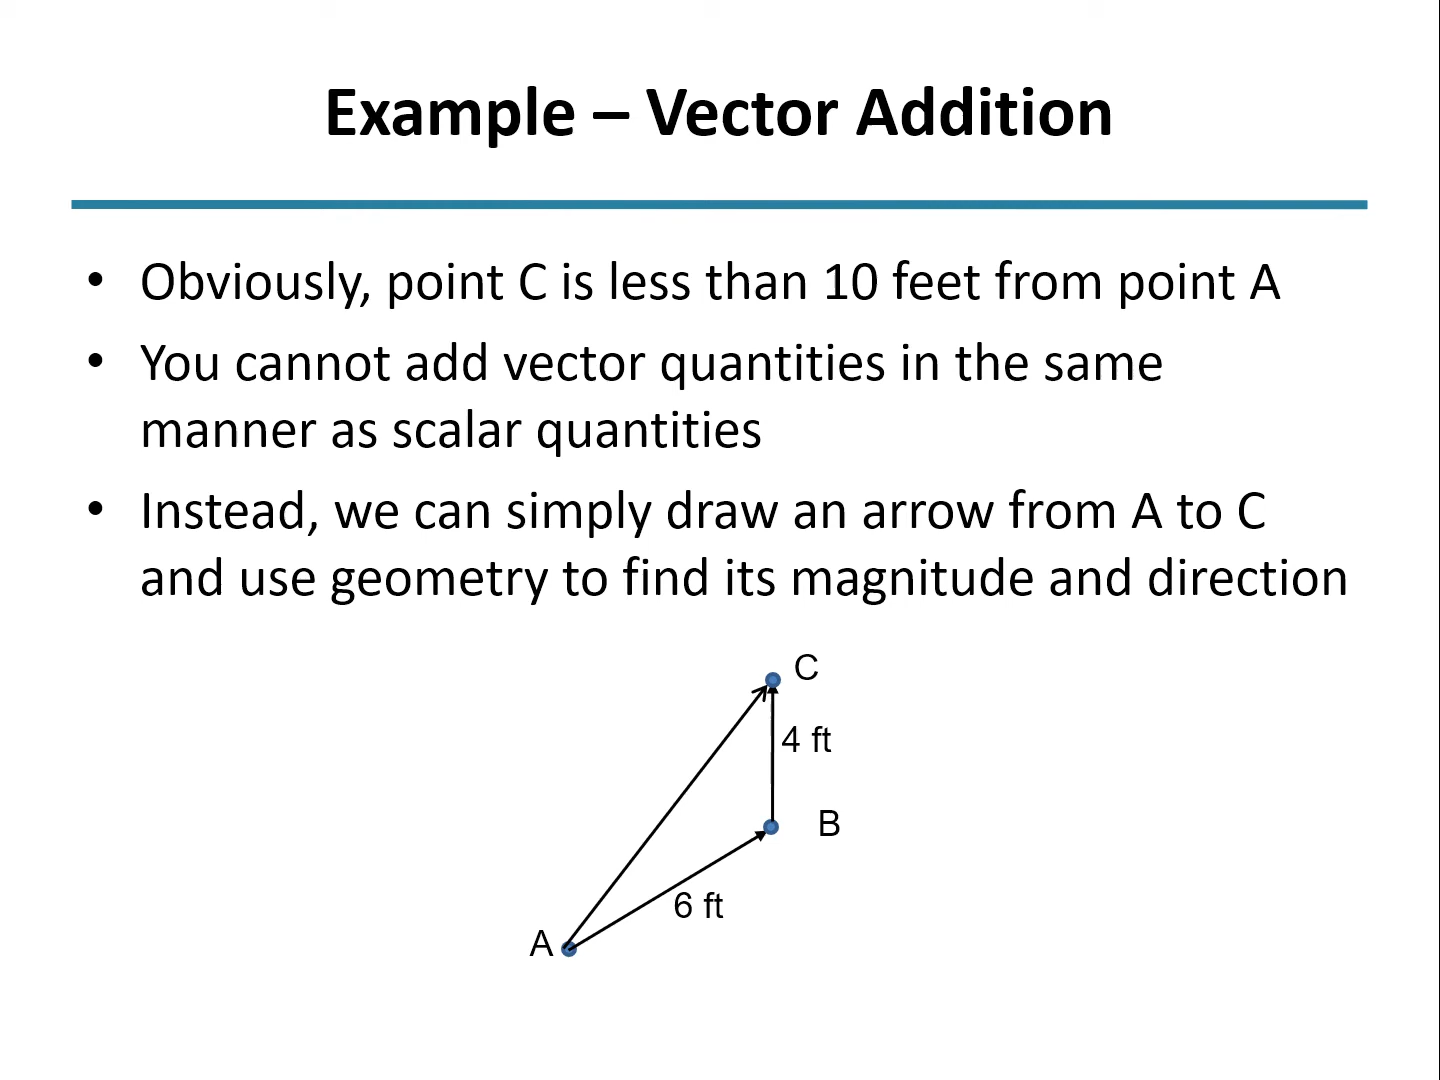 Example – Vector Addition
• Obviously, point C is less than 10 feet from point A
• You cannot add vector quantities in the same
manner as scalar quantities
• Instead, we can simply draw an arrow from A to C
and use geometry to find its magnitude and direction
C
4 ft
B
6 ft
A